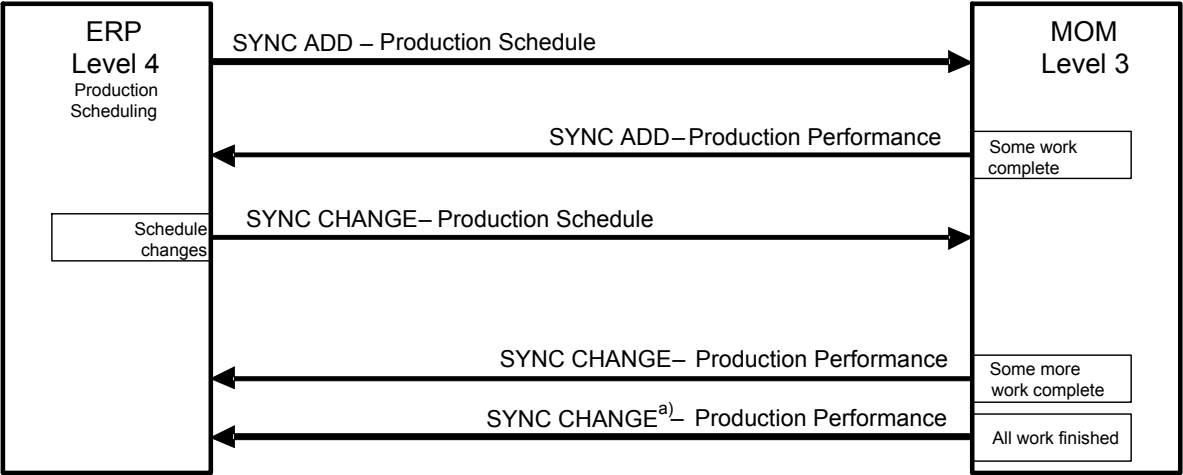 ERP
Level 4
Production
Scheduling
MOM
Level 3
SYNC ADD – Production Schedule
SYNC ADD–Production Performance
Some work
complete
Schedule
changes
SYNC CHANGE– Production Schedule
SYNC CHANGE– Production Performance
Some more
work complete
SYNC CHANGEa)– Production Performance
All work finished